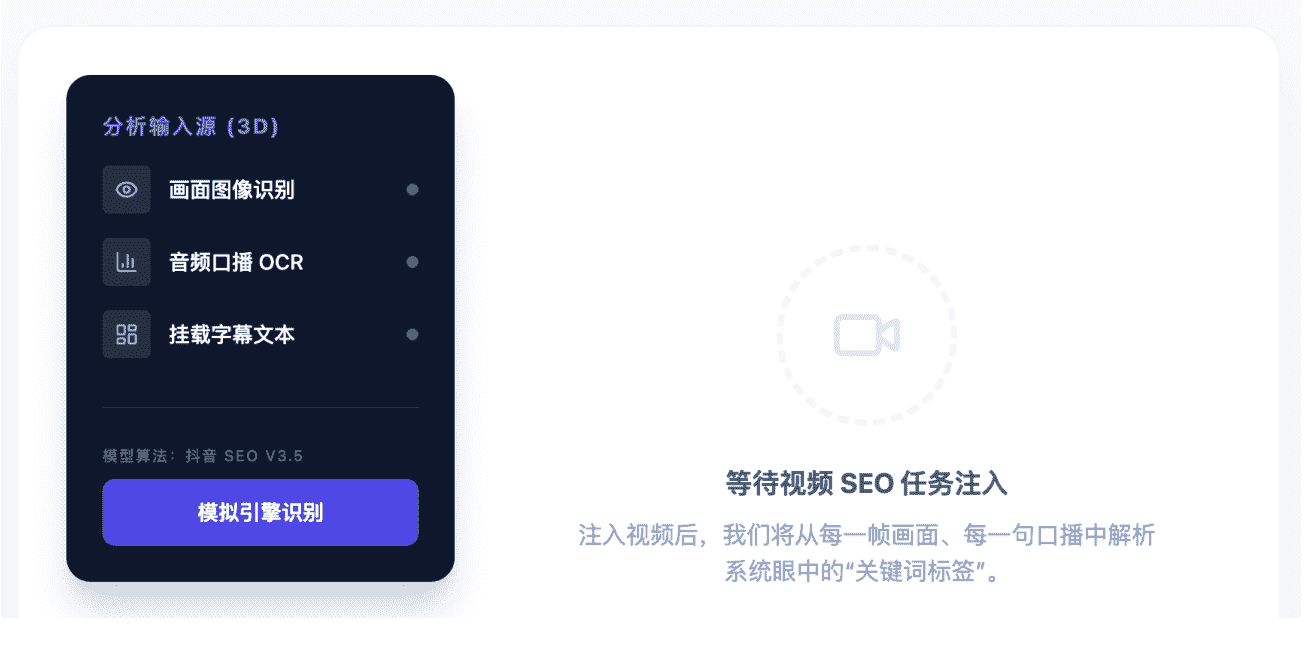 分析输入源 (3D)
画面图像识别
音频口播 OCR
挂载字幕文本
模型算法：抖音 SEO V3.5
模拟引擎识别
等待视频 SEO 任务注入
注入视频后，我们将从每一帧画面、每一句口播中解析
系统眼中的“关键词标签”。